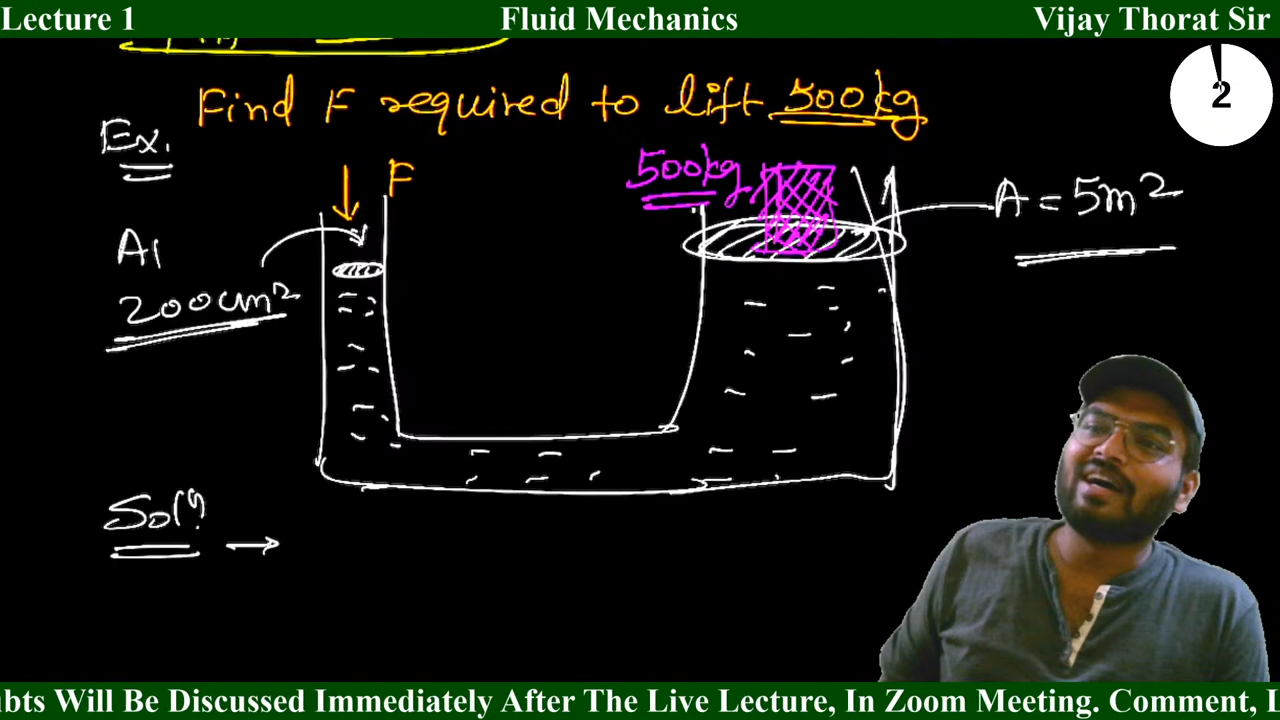 Lecture 1
Fluid Mechanics
Vijay Thorat Sir
2
Find F required to lift 500kg
Ex.
F
500kg
A = 5m²
A1
200cm²
Sol?
ubts Will Be Discussed Immediately After The Live Lecture, In Zoom Meeting. Comment, L